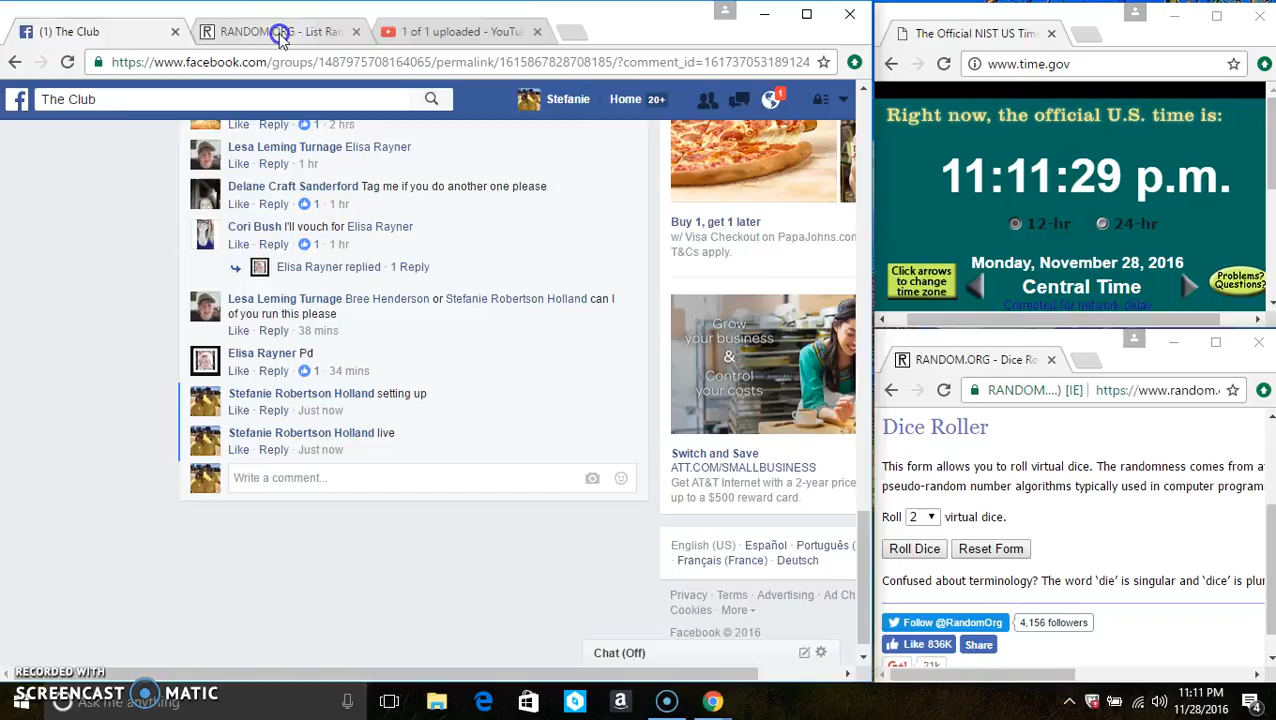 (1) The Club
RANDOM.ORG - List Ran
1 of 1 uploaded - YouTu
https://www.facebook.com/groups/1487975708164065/permalink/1615867828708185/?comment_id=161737053189124
The Club
Stefanie
Home 20+
1
Like · Reply · 1 · 2 hrs
Lesa Leming Turnage Elisa Rayner
Like · Reply · 1 hr
Delane Craft Sanderford Tag me if you do another one please
Like · Reply · 1 · 1 hr
Cori Bush I'll vouch for Elisa Rayner
Like · Reply · 1 · 1 hr
Elisa Rayner replied · 1 Reply
Lesa Leming Turnage Bree Henderson or Stefanie Robertson Holland can I
of you run this please
Like · Reply · 38 mins
Elisa Rayner Pd
Like · Reply · 1 · 34 mins
Stefanie Robertson Holland setting up
Like · Reply · Just now
Stefanie Robertson Holland live
Like · Reply · Just now
Write a comment...
Buy 1, get 1 later
w/ Visa Checkout on PapaJohns.com
T&Cs apply.
Grow
your business
&
Control
your costs
Switch and Save
ATT.COM/SMALLBUSINESS
Get AT&T Internet with a 2-year price
up to a $500 reward card.
English (US) · Español · Português (
· Français (France) · Deutsch
Privacy · Terms · Advertising · Ad Ch
Cookies · More
Facebook © 2016
Chat (Off)
The Official NIST US Tim
www.time.gov
Right now, the official U.S. time is:
11:11:29 p.m.
12-hr 24-hr
Monday, November 28, 2016
Central Time
Corrected for network delay
Click arrows
to change
time zone
Problems?
Questions?
RANDOM.ORG - Dice Ro
RANDOM....) [IE] https://www.random.
Dice Roller
This form allows you to roll virtual dice. The randomness comes from a
pseudo-random number algorithms typically used in computer program
Roll 2 virtual dice.
Roll Dice Reset Form
Confused about terminology? The word ‘die’ is singular and ‘dice’ is plu
Follow @RandomOrg 4,156 followers
Like 836K Share
21k
RECORDED WITH
SCREENCAST MATIC
Ask me anything
11:11 PM
11/28/2016
4